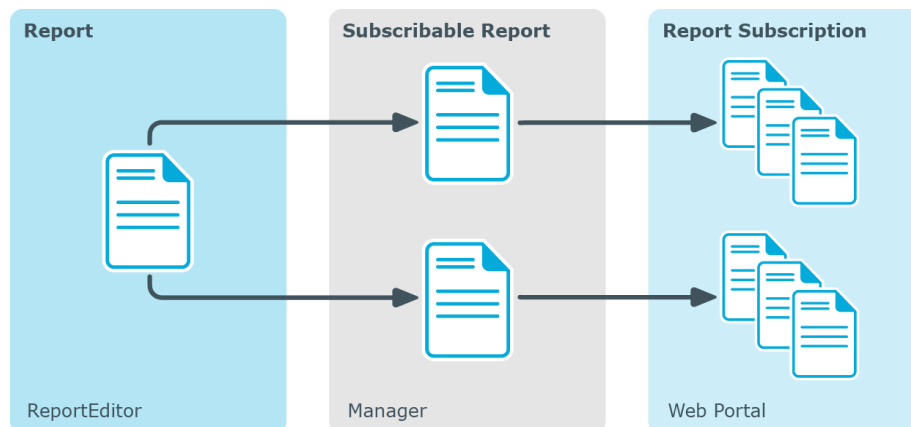 Report
Subscribable Report
Report Subscription
ReportEditor
Manager
Web Portal